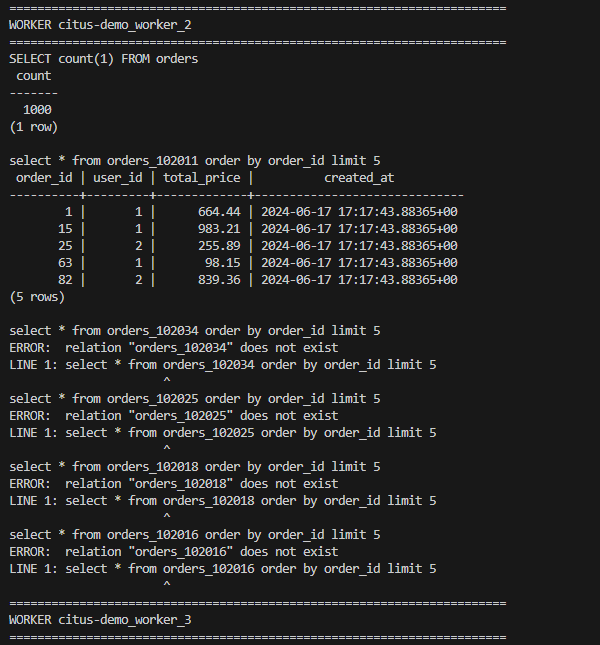 =======================================================================
WORKER citus-demo_worker_2
=======================================================================
SELECT count(1) FROM orders
 count
-------
  1000
(1 row)

select * from orders_102011 order by order_id limit 5
 order_id | user_id | total_price |          created_at
----------+---------+-------------+------------------------------
        1 |       1 |      664.44 | 2024-06-17 17:17:43.88365+00
       15 |       1 |      983.21 | 2024-06-17 17:17:43.88365+00
       25 |       2 |      255.89 | 2024-06-17 17:17:43.88365+00
       63 |       1 |       98.15 | 2024-06-17 17:17:43.88365+00
       82 |       2 |      839.36 | 2024-06-17 17:17:43.88365+00
(5 rows)

select * from orders_102034 order by order_id limit 5
ERROR:  relation "orders_102034" does not exist
LINE 1: select * from orders_102034 order by order_id limit 5
                      ^
select * from orders_102025 order by order_id limit 5
ERROR:  relation "orders_102025" does not exist
LINE 1: select * from orders_102025 order by order_id limit 5
                      ^
select * from orders_102018 order by order_id limit 5
ERROR:  relation "orders_102018" does not exist
LINE 1: select * from orders_102018 order by order_id limit 5
                      ^
select * from orders_102016 order by order_id limit 5
ERROR:  relation "orders_102016" does not exist
LINE 1: select * from orders_102016 order by order_id limit 5
                      ^
=======================================================================
WORKER citus-demo_worker_3
=======================================================================